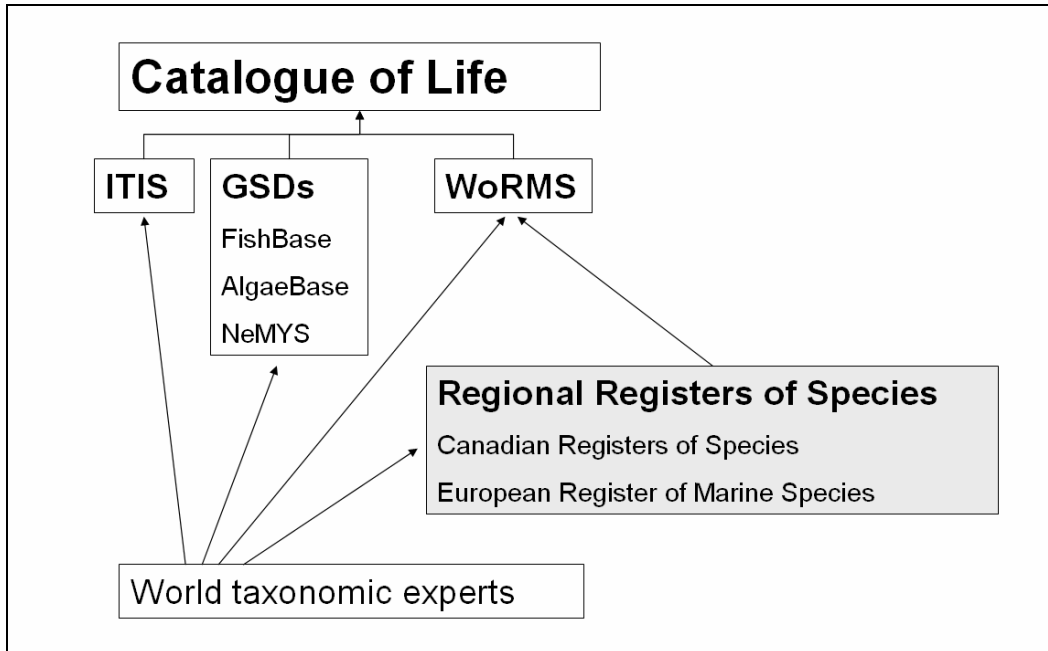 Catalogue of Life
ITIS
GSDs
FishBase
AlgaeBase
NeMYS
WoRMS
Regional Registers of Species
Canadian Registers of Species
European Register of Marine Species
World taxonomic experts